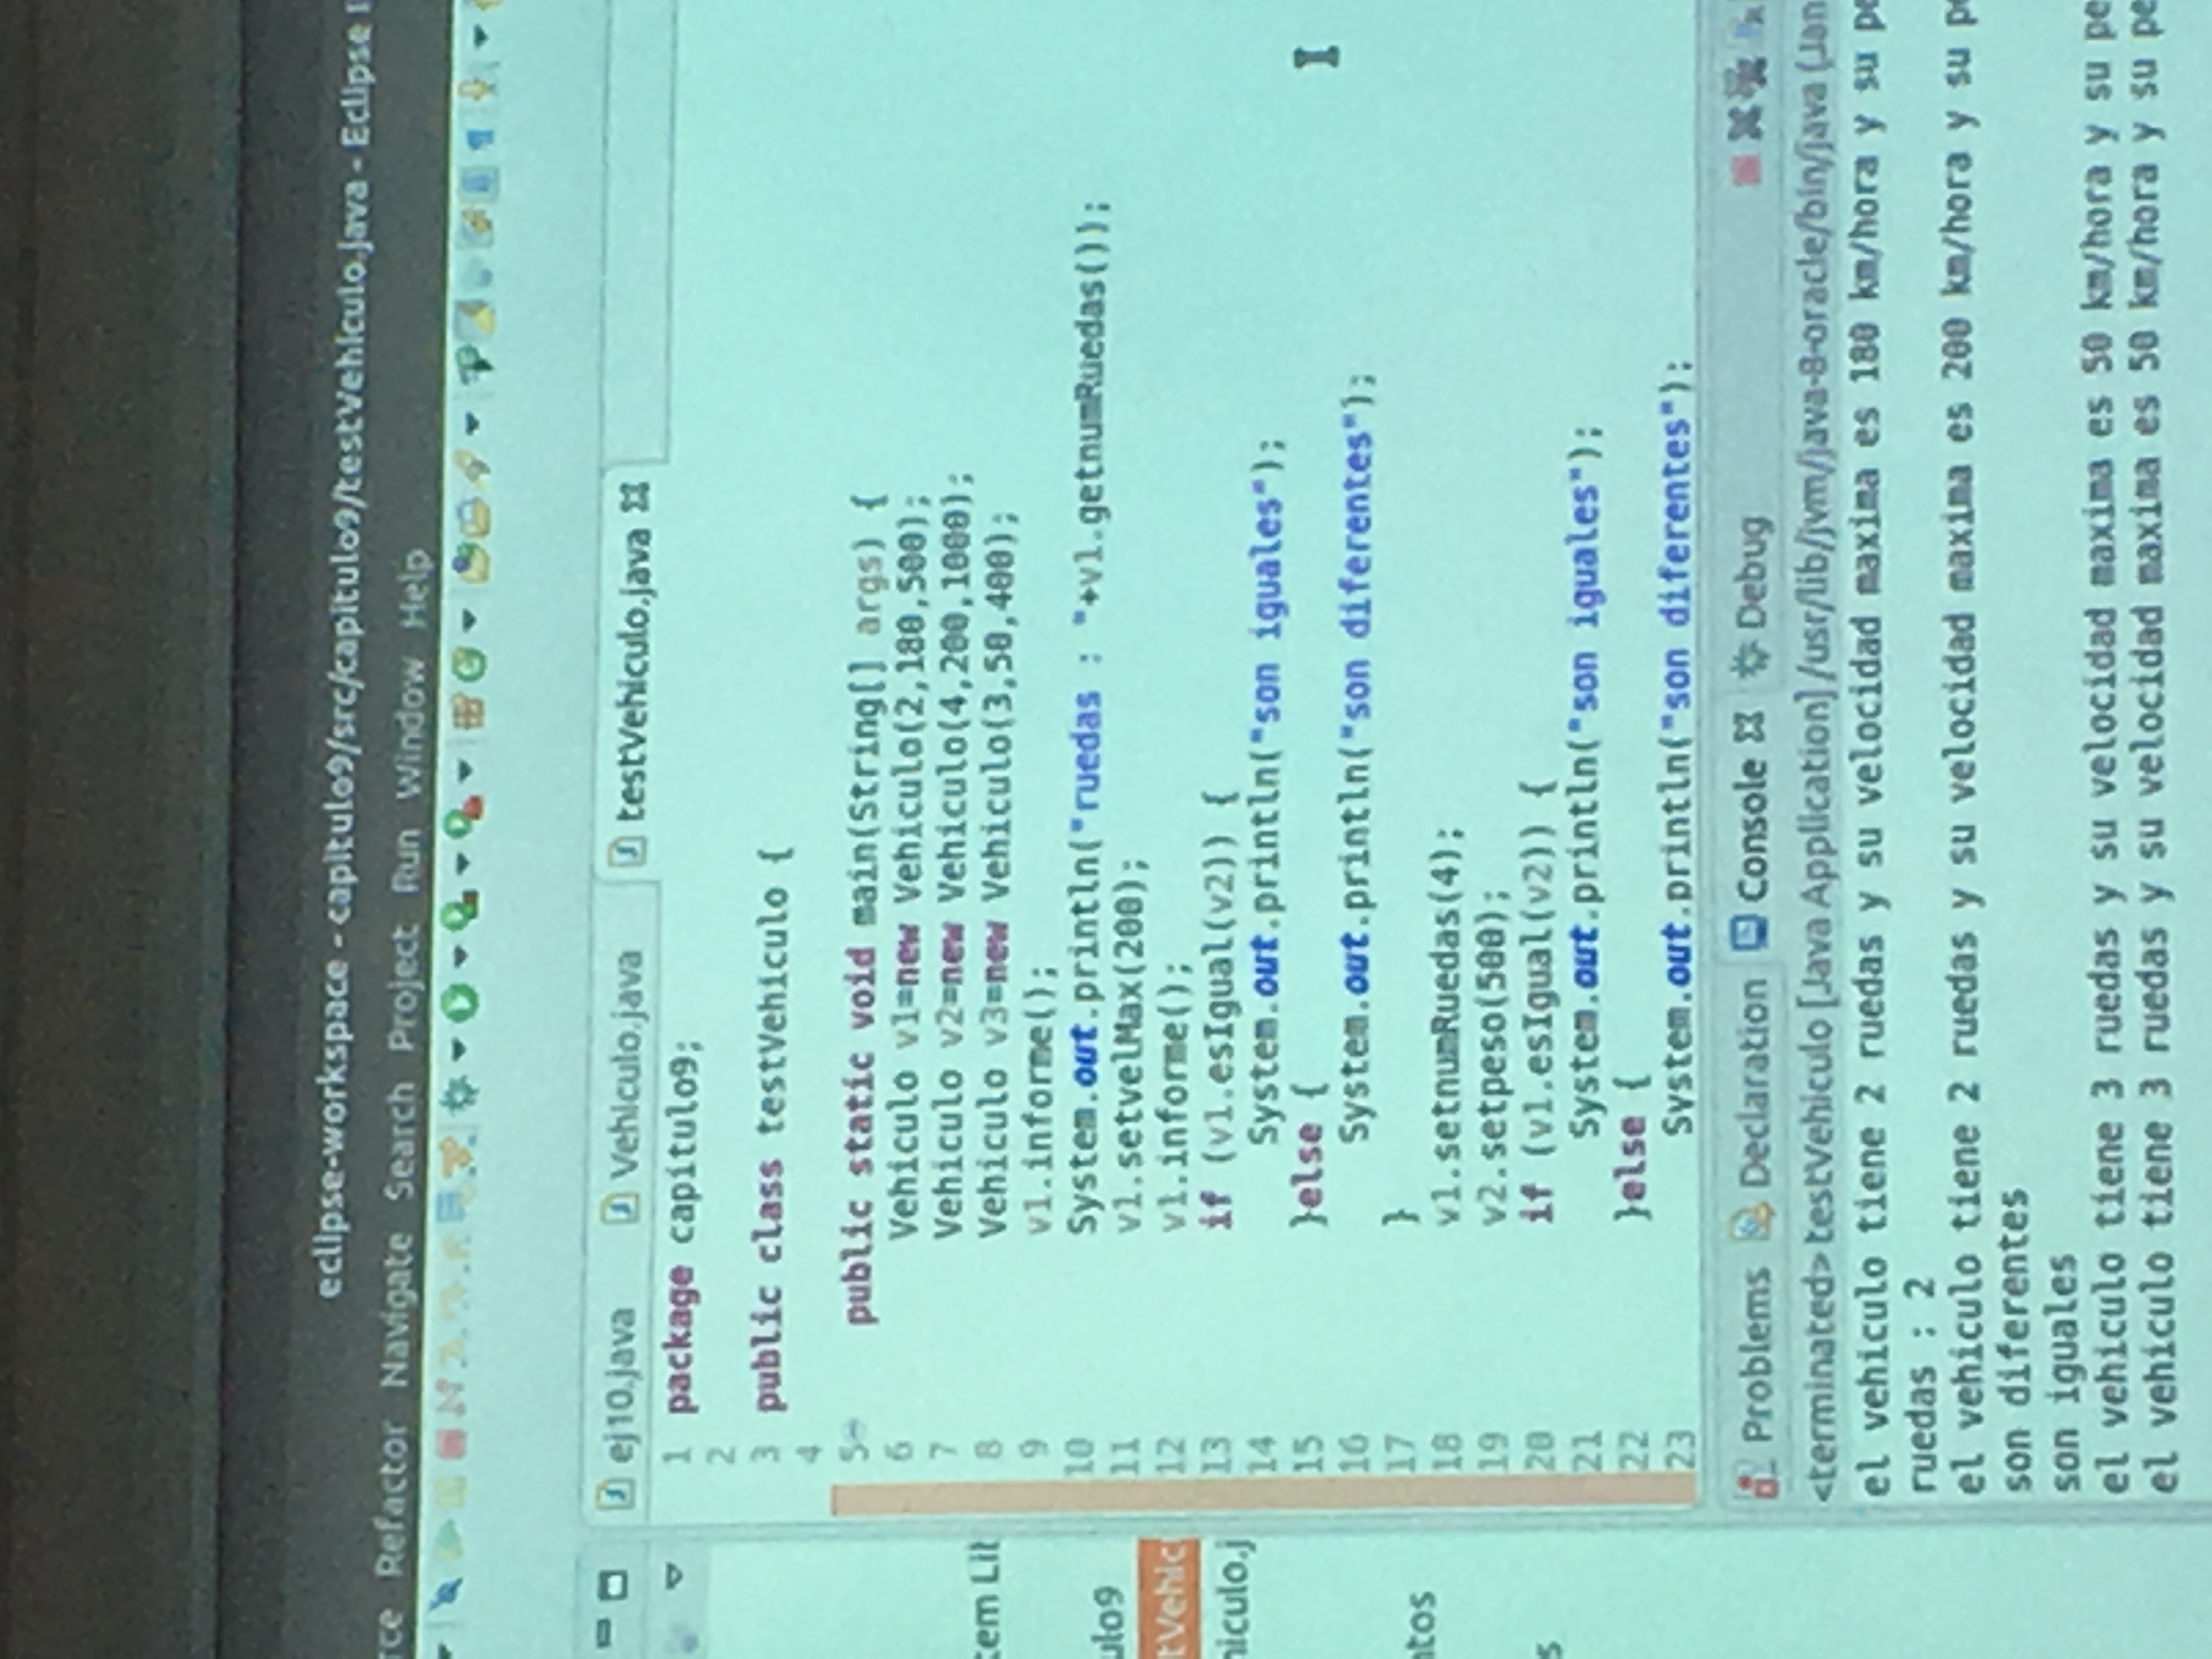 eclipse-workspace - capitulo9/src/capitulo9/testVehiculo.java - Eclipse
Refactor Navigate Search Project Run Window Help
ej10.java Vehiculo.java testVehiculo.java
1 package capitulo9;
2
3 public class testVehiculo {
4
5 public static void main(String[] args) {
6 Vehiculo v1=new Vehiculo(2,180,500);
7 Vehiculo v2=new Vehiculo(4,200,1000);
8 Vehiculo v3=new Vehiculo(3,50,400);
9 v1.informe();
10 System.out.println("ruedas : "+v1.getnumRuedas());
11 v1.setvelMax(200);
12 v1.informe();
13 if (v1.esIgual(v2)) {
14 System.out.println("son iguales");
15 }else {
16 System.out.println("son diferentes");
17 }
18 v1.setnumRuedas(4);
19 v2.setpeso(500);
20 if (v1.esIgual(v2)) {
21 System.out.println("son iguales");
22 }else {
23 System.out.println("son diferentes");
tem Lib
ulo9
tVehicu
hiculo.j
ntos
s
Problems Declaration Console Debug
<terminated> testVehiculo [Java Application] /usr/lib/jvm/java-8-oracle/bin/java (Jan
el vehiculo tiene 2 ruedas y su velocidad maxima es 180 km/hora y su pe
ruedas : 2
el vehiculo tiene 2 ruedas y su velocidad maxima es 200 km/hora y su pe
son diferentes
son iguales
el vehiculo tiene 3 ruedas y su velocidad maxima es 50 km/hora y su pe
el vehiculo tiene 3 ruedas y su velocidad maxima es 50 km/hora y su pe